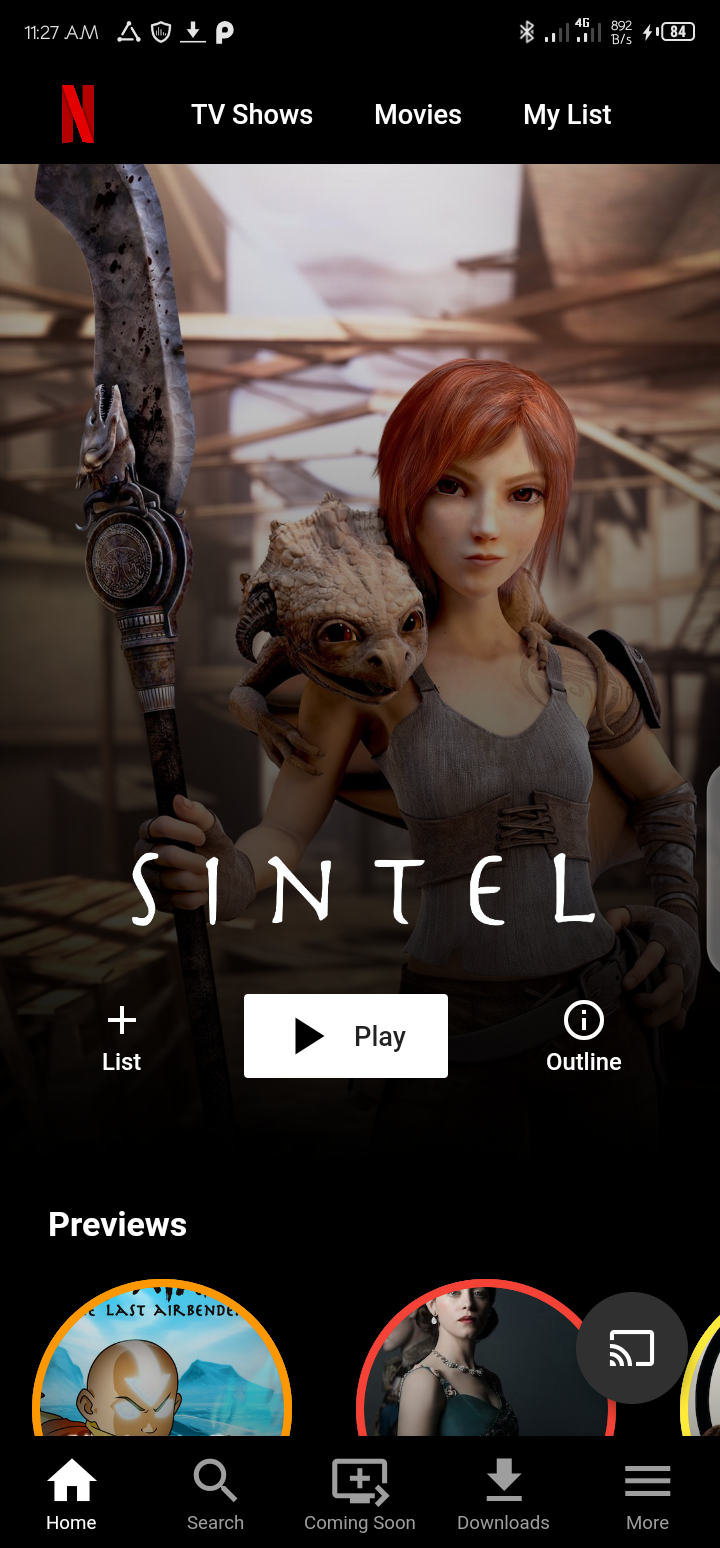 11:27 AM
4G
892
B/s
84
N
TV Shows
Movies
My List
SINTEL
List
Play
Outline
Previews
LAST AIRBENDE
Home
Search
Coming Soon
Downloads
More